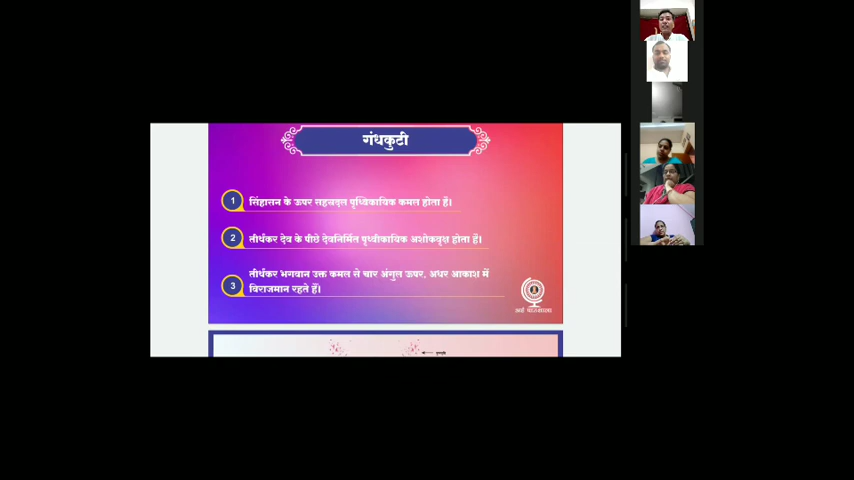 गंधकुटी
1 सिंहासन के ऊपर सहस्रदल पृथ्विकायिक कमल होता है।
2 तीर्थंकर देव के पीछे देवनिर्मित पृथ्वीकायिक अशोकवृक्ष होता हैं।
3 तीर्थंकर भगवान उक्त कमल से चार अंगुल ऊपर, अधर आकाश में
विराजमान रहते हैं।